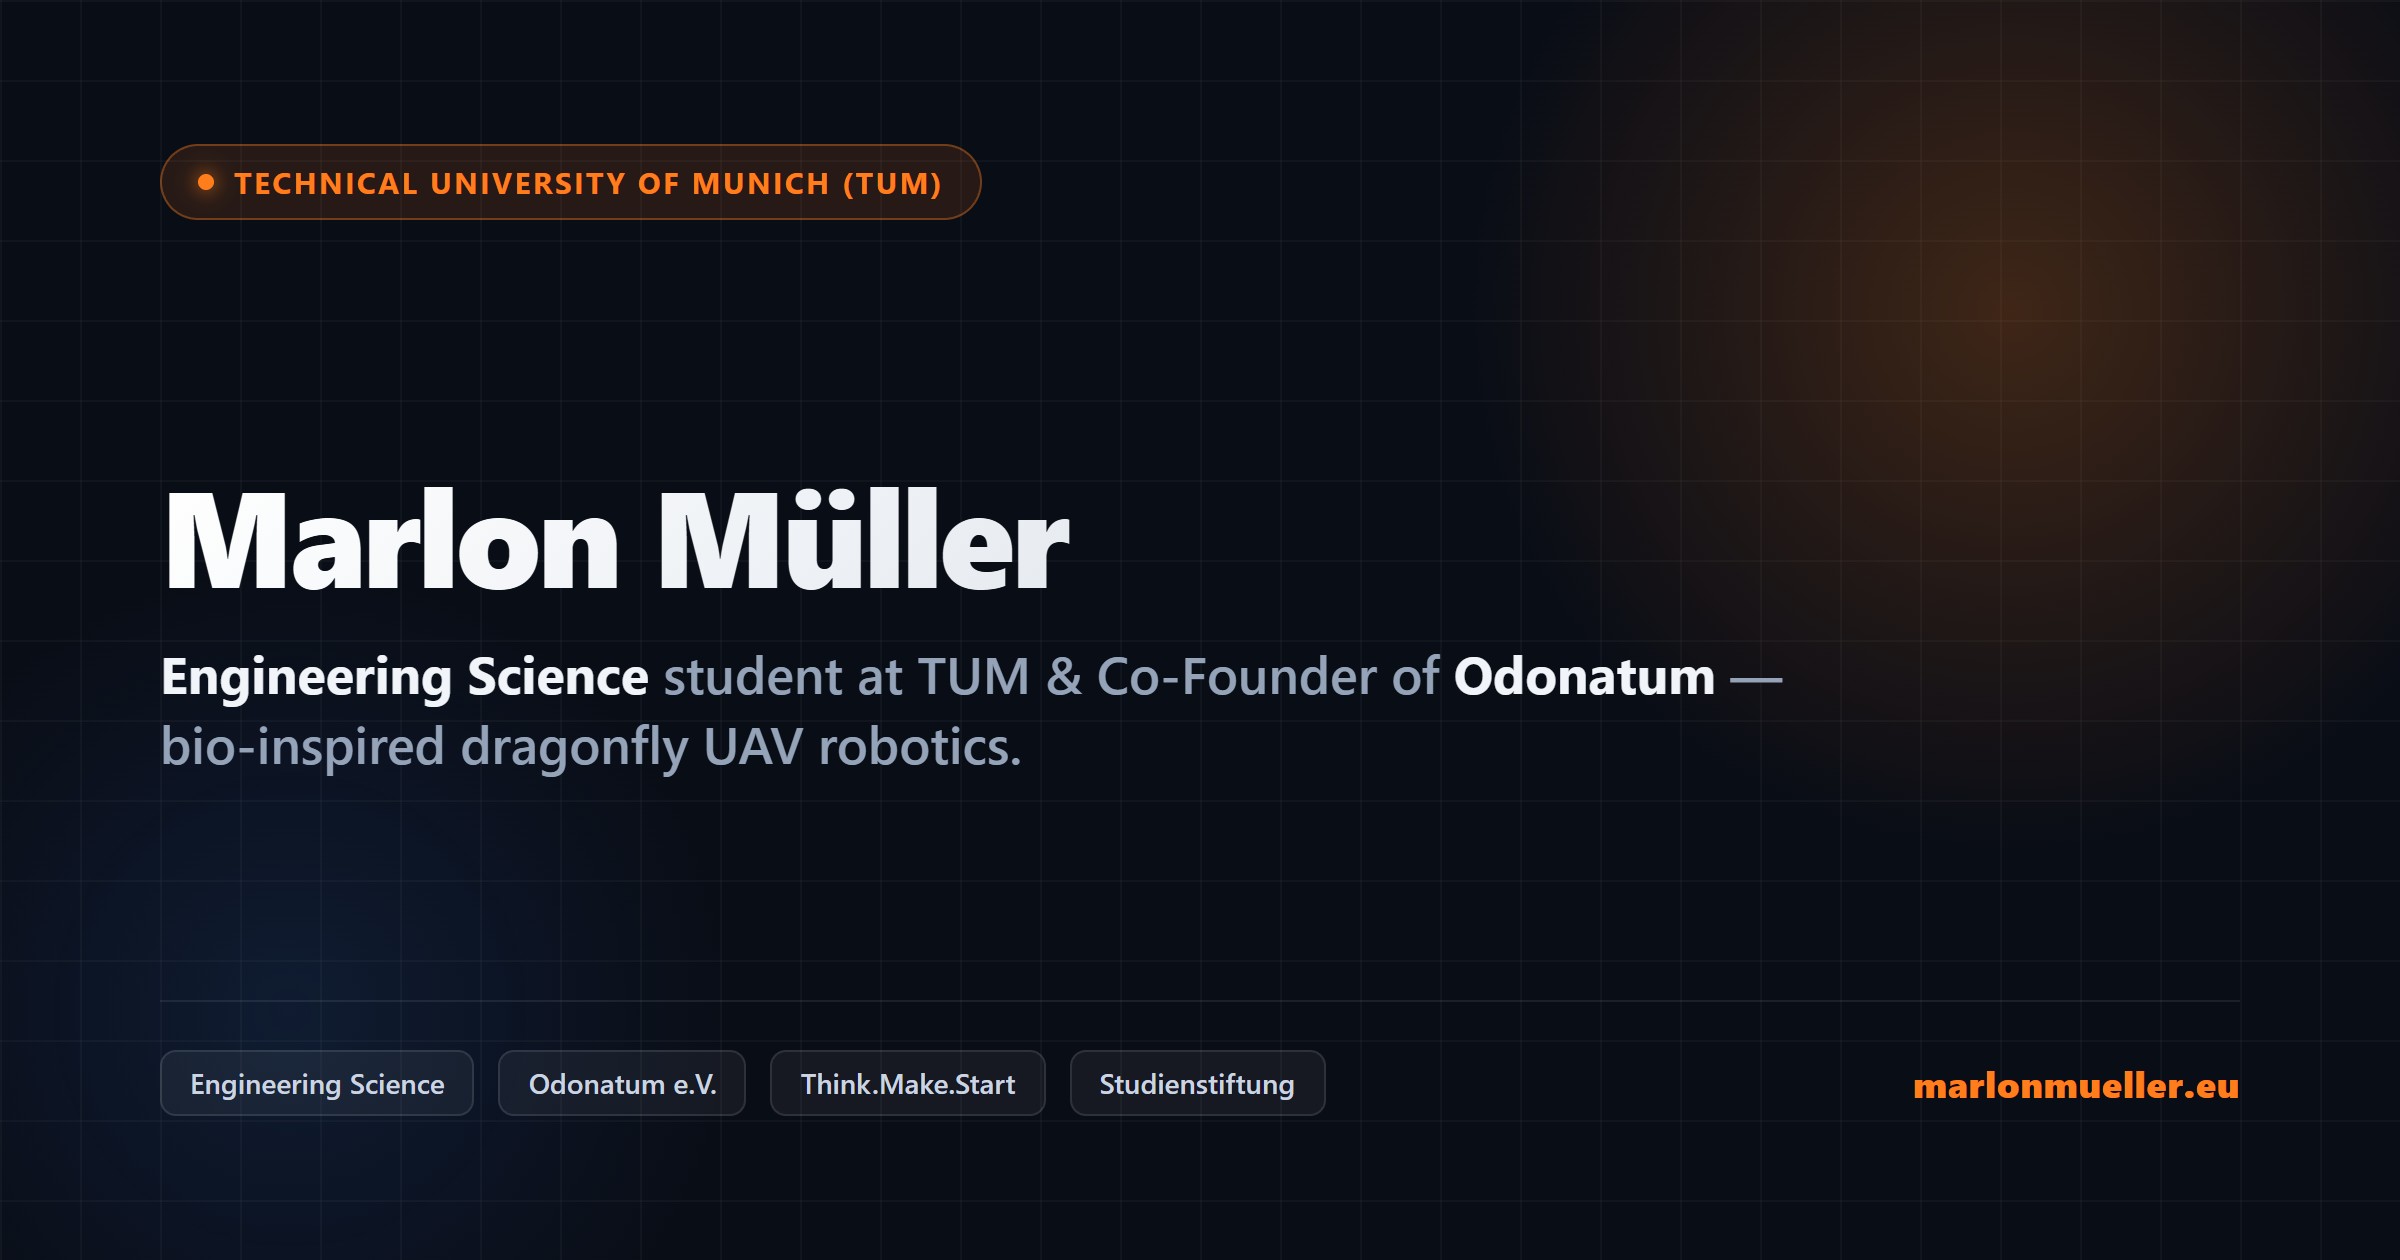 TECHNICAL UNIVERSITY OF MUNICH (TUM)
Marlon Müller
Engineering Science student at TUM & Co-Founder of Odonatum —
bio-inspired dragonfly UAV robotics.
Engineering Science
Odonatum e.V.
Think.Make.Start
Studienstiftung
marlonmueller.eu